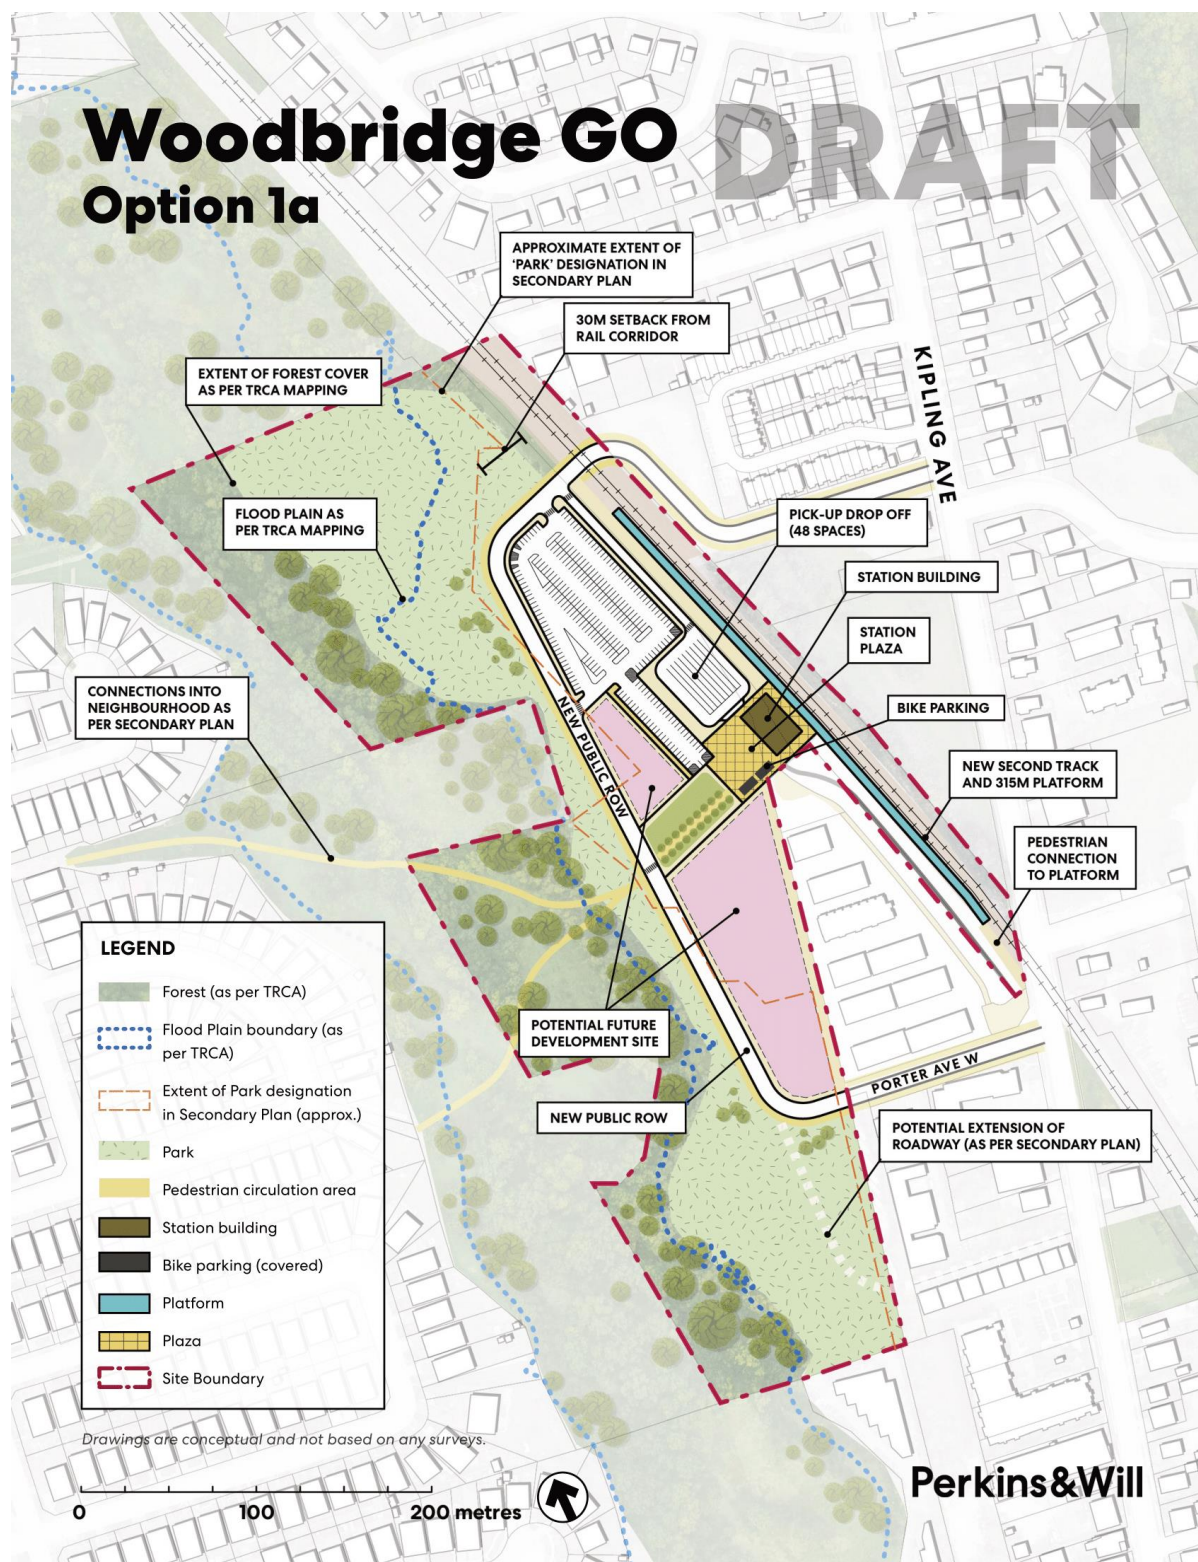 Woodbridge GO
DRAFT
Option 1a
APPROXIMATE EXTENT OF
'PARK' DESIGNATION IN
SECONDARY PLAN
30M SETBACK FROM
RAIL CORRIDOR
EXTENT OF FOREST COVER
AS PER TRCA MAPPING
KIPLING AVE
FLOOD PLAIN AS
PER TRCA MAPPING
PICK-UP DROP OFF
(48 SPACES)
STATION BUILDING
STATION
PLAZA
CONNECTIONS INTO
NEIGHBOURHOOD AS
PER SECONDARY PLAN
BIKE PARKING
NEW PUBLIC ROW
NEW SECOND TRACK
AND 315M PLATFORM
PEDESTRIAN
CONNECTION
TO PLATFORM
POTENTIAL FUTURE
DEVELOPMENT SITE
PORTER AVE W
NEW PUBLIC ROW
POTENTIAL EXTENSION OF
ROADWAY (AS PER SECONDARY PLAN)
LEGEND
Forest (as per TRCA)
Flood Plain boundary (as
per TRCA)
Extent of Park designation
in Secondary Plan (approx.)
Park
Pedestrian circulation area
Station building
Bike parking (covered)
Platform
Plaza
Site Boundary
Drawings are conceptual and not based on any surveys.
0 100 200 metres
Perkins&Will